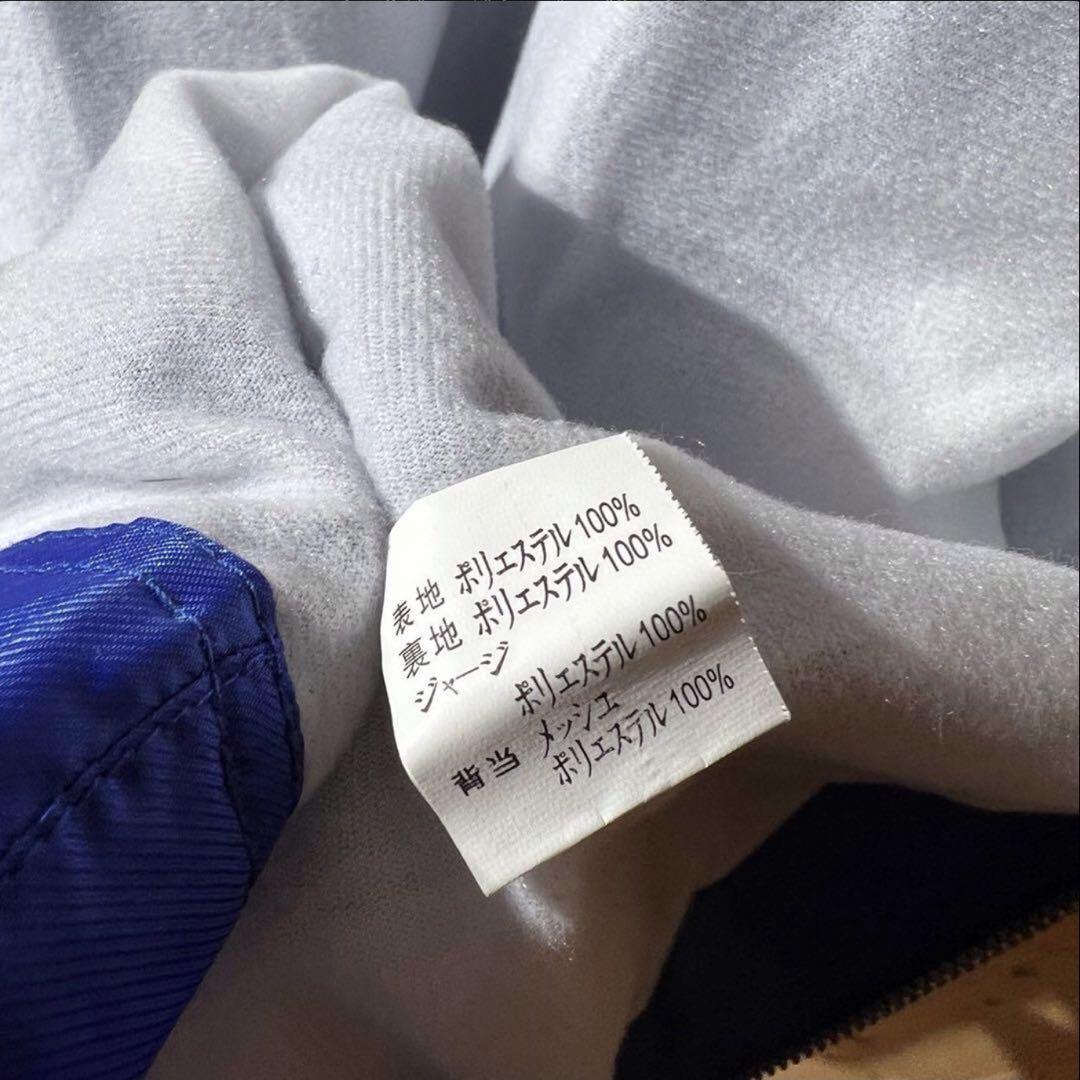 表地 ポリエステル100%
裏地 ポリエステル100%
ジャージ
ポリエステル100%
背当 メッシュ
ポリエステル100%